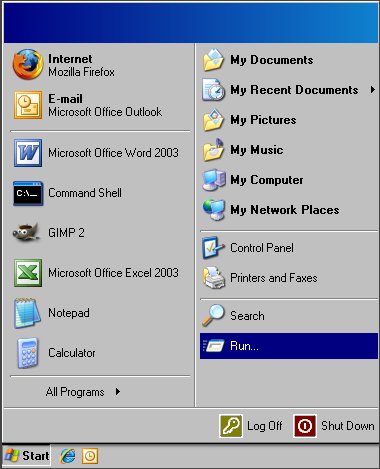 Internet
Mozilla Firefox
E-mail
Microsoft Office Outlook
Microsoft Office Word 2003
C:\_
Command Shell
GIMP 2
Microsoft Office Excel 2003
Notepad
Calculator
All Programs
My Documents
My Recent Documents
My Pictures
My Music
My Computer
My Network Places
Control Panel
Printers and Faxes
Search
Run...
Log Off
Shut Down
Start